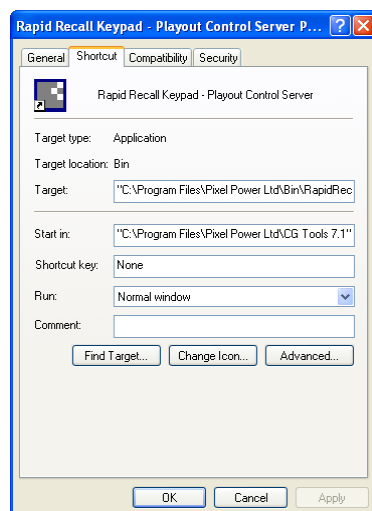 Rapid Recall Keypad - Playout Control Server P...
General Shortcut Compatibility Security
Rapid Recall Keypad - Playout Control Server
Target type: Application
Target location: Bin
Target: "C:\Program Files\Pixel Power Ltd\Bin\RapidRec
Start in: "C:\Program Files\Pixel Power Ltd\CG Tools 7.1"
Shortcut key: None
Run: Normal window
Comment:
Find Target... Change Icon... Advanced...
OK Cancel Apply